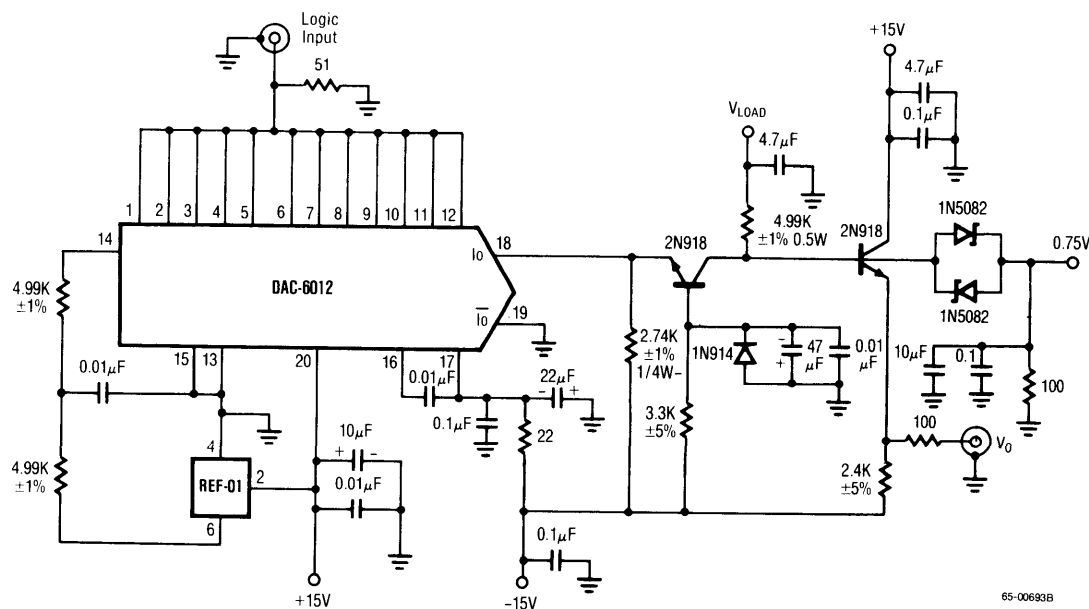 Logic
Input
51
+15V
4.7μF
0.1μF
V_LOAD
4.7μF
4.99K
±1% 0.5W
2N918
2N918
1N5082
0.75V
1N5082
1 2 3 4 5 6 7 8 9 10 11 12
14
DAC-6012
Io
18
Io
19
4.99K
±1%
15 13 20 16 17
0.01μF
0.01μF
0.1μF
22μF
- +
22
2.74K
±1%
1/4W-
1N914
-
+
47
μF
0.01
μF
10μF
0.1
100
3.3K
±5%
4.99K
±1%
4
REF-01
2
6
10μF
+ -
0.01μF
100
Vo
2.4K
±5%
0.1μF
+15V
-15V
65-00693B